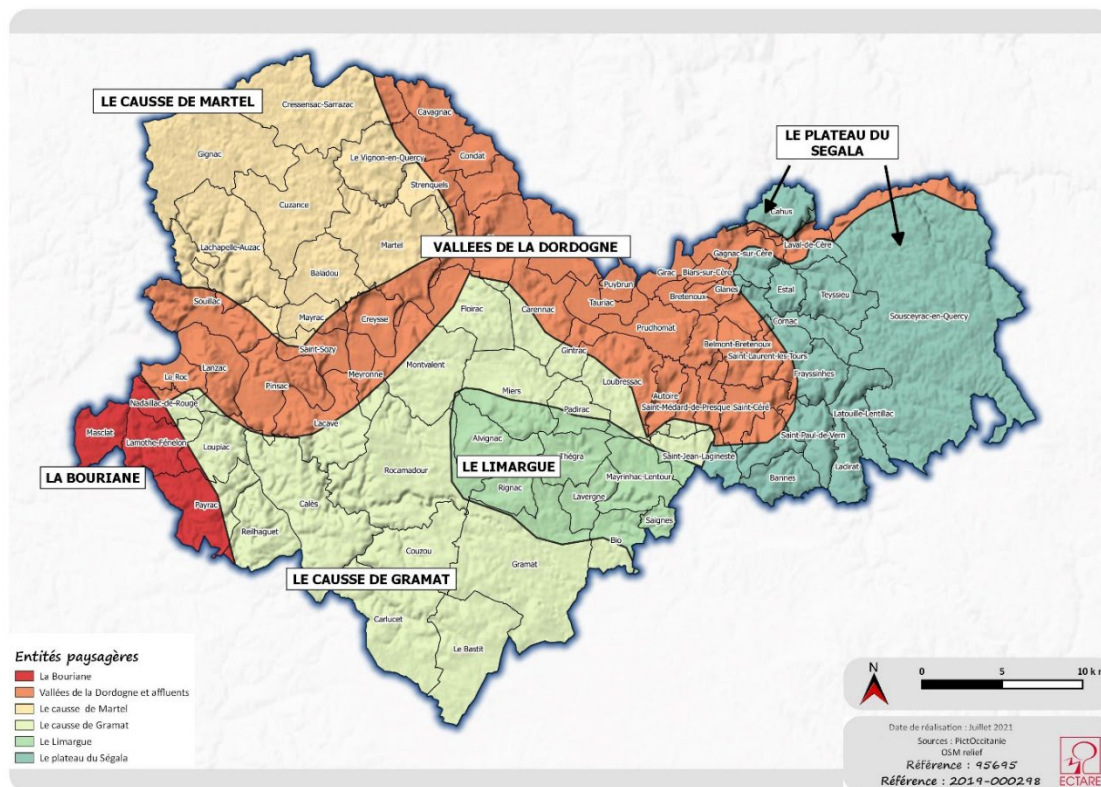 LE CAUSSE DE MARTEL
Cressensac-Sarrazac
Cavagnac
Gignac
Le Vignon-en-Quercy
Condat
Strenquels
LE PLATEAU DU
SEGALA
Cahus
Cuzance
Lachapelle-Auzac
Martel
VALLEES DE LA DORDOGNE
Baladou
Laval-de-Cère
Gagnac-sur-Cère
Girac
Biars-sur-Cère
Puybrun
Glanes
Estal
Teyssieu
Bretenoux
Tauriac
Souillac
Mayrac
Creysse
Floirac
Carennac
Sousceyrac-en-Quercy
Cornac
Prudhomat
Saint-Sozy
Belmont-Bretenoux
Saint-Laurent-les-Tours
Gintrac
Lanzac
Le Roc
Meyronne
Montvalent
Pinsac
Loubressac
Frayssinhes
Miers
Autoire
Nadaillac-de-Rouge
Padirac
Saint-Médard-de-Presque
Saint-Céré
Latouille-Lentillac
Lacave
Masclat
Lamothe-Fénelon
Loupiac
Alvignac
Saint-Paul-de-Vern
Thégra
Saint-Jean-Lagineste
Rocamadour
LE LIMARGUE
Ladirat
LA BOURIANE
Mayrinhac-Lentour
Bannes
Rignac
Lavergne
Payrac
Calès
Saignes
Reilhaguet
Bio
Couzou
Gramat
LE CAUSSE DE GRAMAT
Carlucet
Le Bastit
Entités paysagères
La Bouriane
Vallées de la Dordogne et affluents
Le causse de Martel
Le causse de Gramat
Le Limargue
Le plateau du Ségala
N
0 5 10 k
Date de réalisation : Juillet 2021
Sources : PictOccitanie
OSM relief
Référence : 95695
Référence : 2019-000298
ECTARE